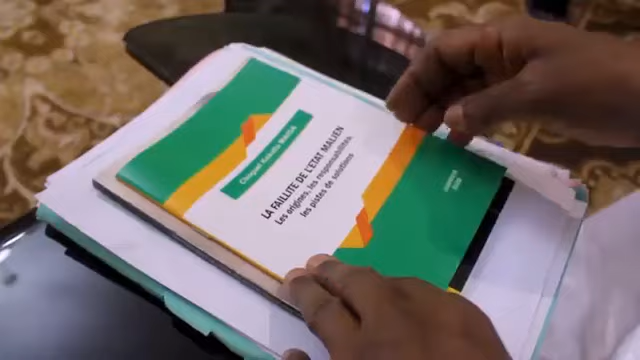 Choguel Kokalla MAIGA
LA FAILLITE DE L'ETAT MALIEN
Les origines, les responsabilités,
les pistes de solutions